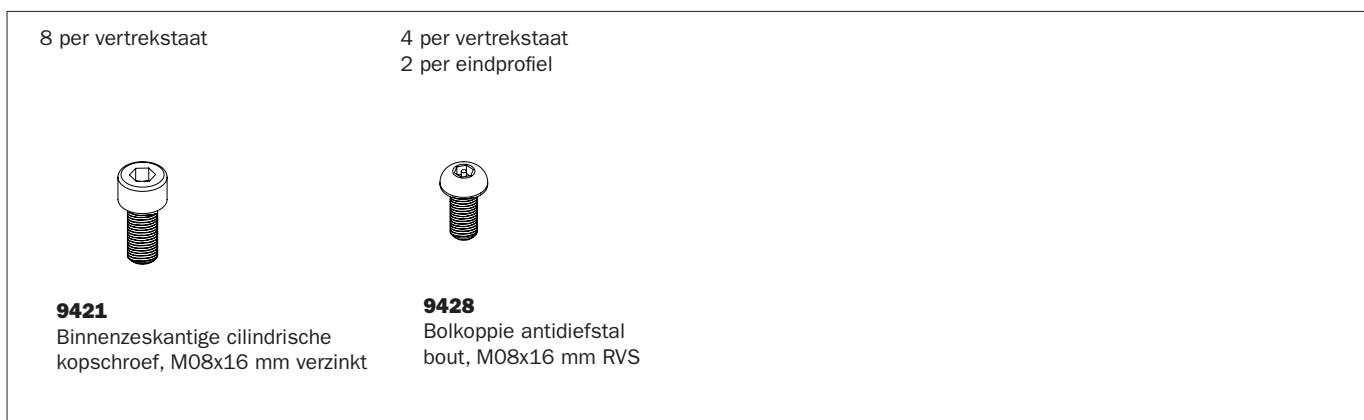 8 per vertrekstaat
4 per vertrekstaat
2 per eindprofiel
9421
Binnenzeskantige cilindrische
kopschroef, M08x16 mm verzinkt
9428
Bolkoppie antidiefstal
bout, M08x16 mm RVS